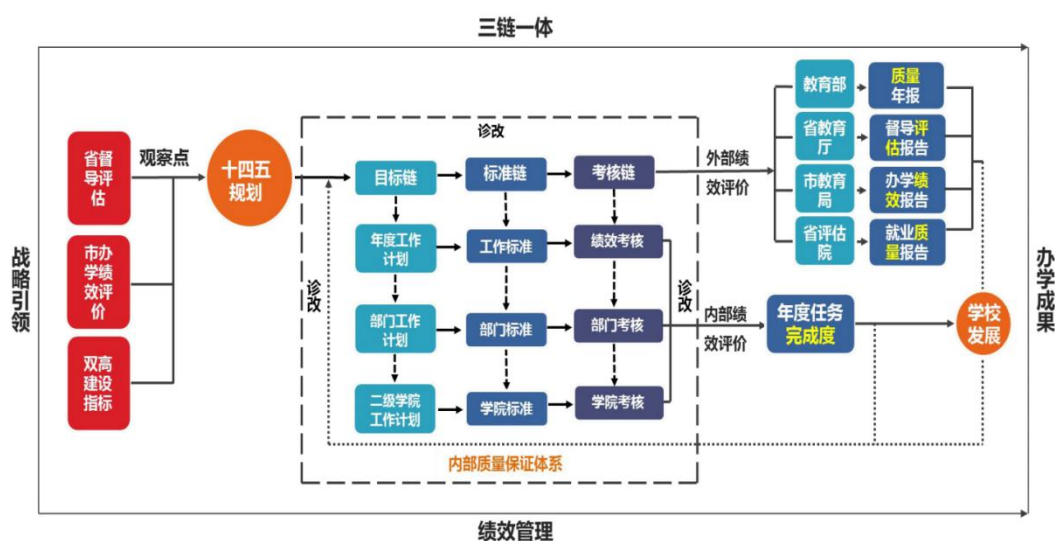 三链一体
战略引领
省督
导评
估
市办
学绩
效评
价
双高
建设
指标
观察点
十四五
规划
诊改
诊改
目标链
标准链
考核链
年度工作
计划
工作标准
绩效考核
部门工作
计划
部门标准
部门考核
二级学院
工作计划
学院标准
学院考核
诊改
内部质量保证体系
外部绩
效评价
内部绩
效评价
教育部
质量
年报
省教育
厅
督导评
估报告
市教育
局
办学绩
效报告
省评估
院
就业质
量报告
年度任务
完成度
学校
发展
办学成果
绩效管理